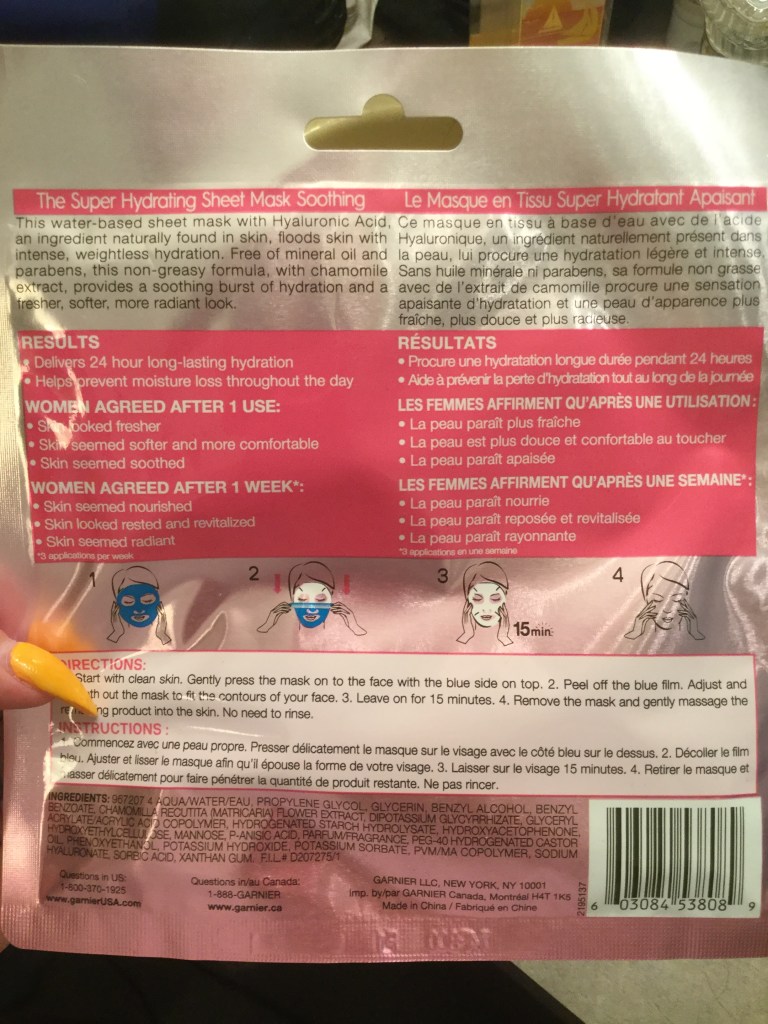 The Super Hydrating Sheet Mask Soothing
This water-based sheet mask with Hyaluronic Acid,
an ingredient naturally found in skin, floods skin with
intense, weightless hydration. Free of mineral oil and
parabens, this non-greasy formula, with chamomile
extract, provides a soothing burst of hydration and a
fresher, softer, more radiant look.
RESULTS
• Delivers 24 hour long-lasting hydration
• Helps prevent moisture loss throughout the day
WOMEN AGREED AFTER 1 USE:
• Skin looked fresher
• Skin seemed softer and more comfortable
• Skin seemed soothed
WOMEN AGREED AFTER 1 WEEK*:
• Skin seemed nourished
• Skin looked rested and revitalized
• Skin seemed radiant
*3 applications per week
Le Masque en Tissu Super Hydratant Apaisant
Ce masque en tissu à base d'eau avec de l'acide
Hyaluronique, un ingrédient naturellement présent dans
la peau, lui procure une hydratation légère et intense.
Sans huile minérale ni parabens, sa formule non grasse
avec de l'extrait de camomille procure une sensation
apaisante d'hydratation et une peau d'apparence plus
fraîche, plus douce et plus radieuse.
RÉSULTATS
• Procure une hydratation longue durée pendant 24 heures
• Aide à prévenir la perte d'hydratation tout au long de la journée
LES FEMMES AFFIRMENT QU'APRÈS UNE UTILISATION:
• La peau paraît plus fraîche
• La peau est plus douce et confortable au toucher
• La peau paraît apaisée
LES FEMMES AFFIRMENT QU'APRÈS UNE SEMAINE*:
• La peau paraît nourrie
• La peau paraît reposée et revitalisée
• La peau paraît rayonnante
*3 applications en une semaine
1 2 3 4
15min.
DIRECTIONS:
Start with clean skin. Gently press the mask on to the face with the blue side on top. 2. Peel off the blue film. Adjust and
out the mask to fit the contours of your face. 3. Leave on for 15 minutes. 4. Remove the mask and gently massage the
remaining product into the skin. No need to rinse.
INSTRUCTIONS :
1. Commencez avec une peau propre. Presser délicatement le masque sur le visage avec le côté bleu sur le dessus. 2. Décoller le film
bleu. Ajuster et lisser le masque afin qu'il épouse la forme de votre visage. 3. Laisser sur le visage 15 minutes. 4. Retirer le masque et
masser délicatement pour faire pénétrer la quantité de produit restante. Ne pas rincer.
INGREDIENTS: 967207 4 AQUA/WATER/EAU, PROPYLENE GLYCOL, GLYCERIN, BENZYL ALCOHOL, BENZYL
BENZOATE, CHAMOMILLA RECUTITA (MATRICARIA) FLOWER EXTRACT, DIPOTASSIUM GLYCYRRHIZATE, GLYCERYL
ACRYLATE/ACRYLIC ACID COPOLYMER, HYDROGENATED STARCH HYDROLYSATE, HYDROXYACETOPHENONE,
HYDROXYETHYLCELLULOSE, MANNOSE, P-ANISIC ACID, PARFUM/FRAGRANCE, PEG-40 HYDROGENATED CASTOR
OIL, PHENOXYETHANOL, POTASSIUM HYDROXIDE, POTASSIUM SORBATE, PVM/MA COPOLYMER, SODIUM
HYALURONATE, SORBIC ACID, XANTHAN GUM. F.I.L.# D207275/1
Questions in US:
1-800-370-1925
www.garnierUSA.com
Questions in/au Canada:
1-888-GARNIER
www.garnier.ca
GARNIER LLC, NEW YORK, NY 10001
Imp. by/par GARNIER Canada, Montréal H4T 1K5
Made in China / Fabriqué en Chine
2195137
6 03084 53808 9